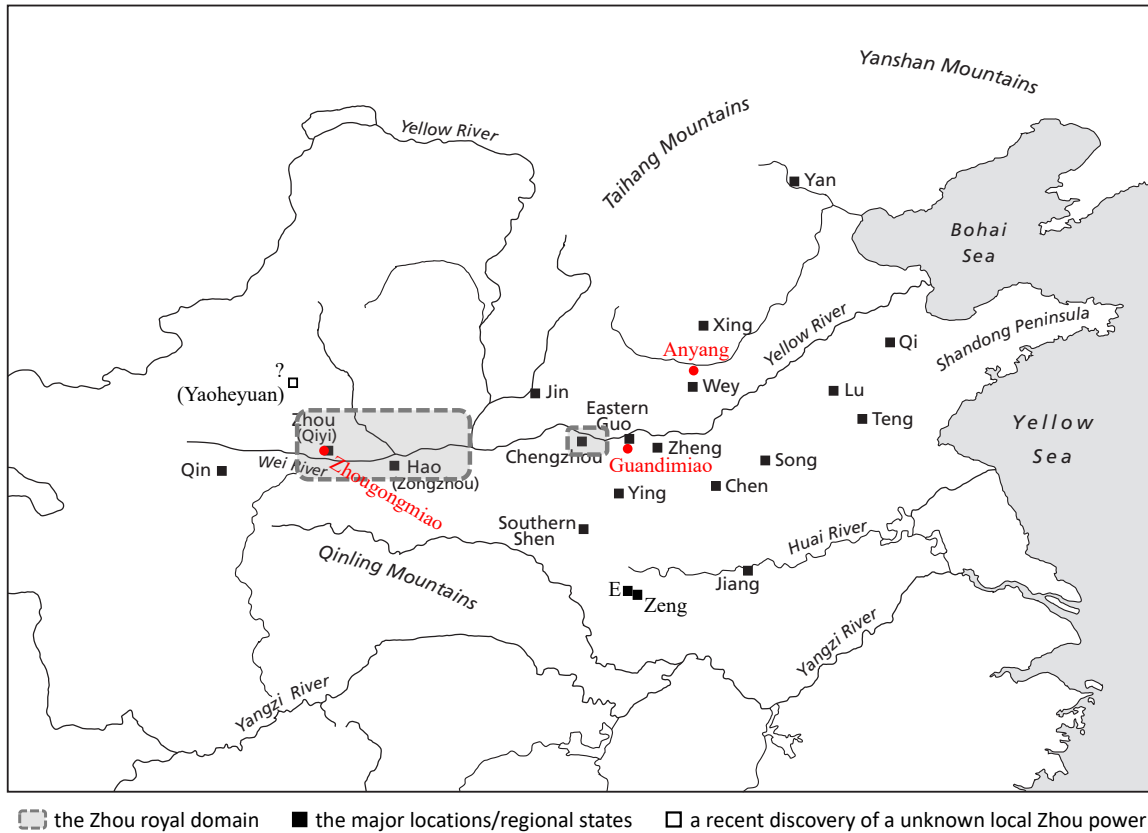 Yanshan Mountains
Taihang Mountains
Yellow River
Yan
Bohai
Sea
Xing
Yellow River
Shandong Peninsula
Anyang
Qi
?
(Yaoheyuan)
Jin
Wey
Lu
Eastern
Guo
Teng
Yellow
Sea
Zhou
(Qiyi)
Chengzhou
Zheng
Guandimiao
Song
Qin
Wei River
Hao
(Zongzhou)
Zhougongmiao
Ying
Chen
Southern
Shen
Huai River
Qinling Mountains
Jiang
E
Zeng
Yangzi River
Yangzi River
the Zhou royal domain
the major locations/regional states
a recent discovery of a unknown local Zhou power